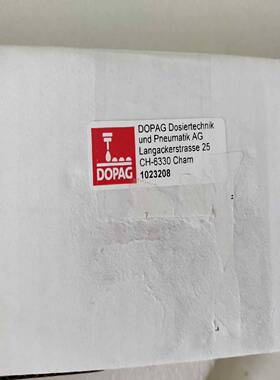 DOPAG
DOPAG Dosiertechnik
und Pneumatik AG
Langackerstrasse 25
CH-6330 Cham
1023208